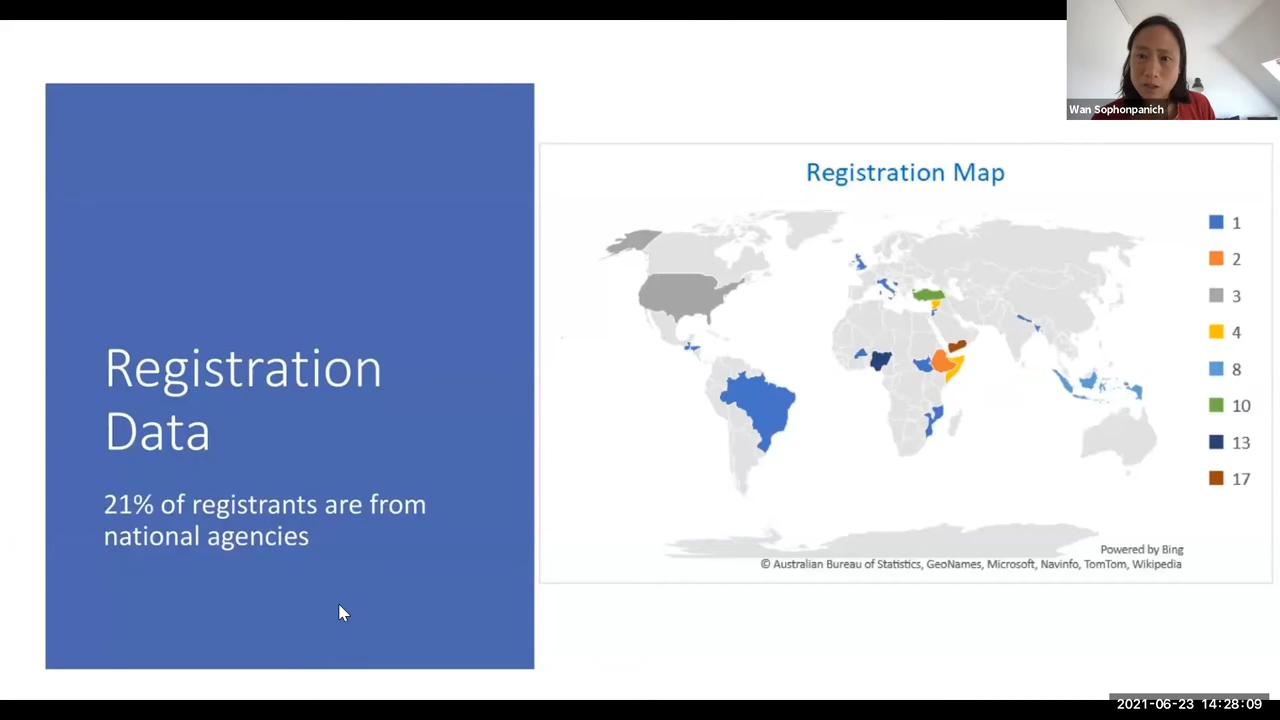 Wan Sophonpanich
Registration Map
1
2
3
4
8
10
13
17
Registration
Data
21% of registrants are from
national agencies
Powered by Bing
© Australian Bureau of Statistics, GeoNames, Microsoft, Navinfo, TomTom, Wikipedia
2021-06-23 14:28:09